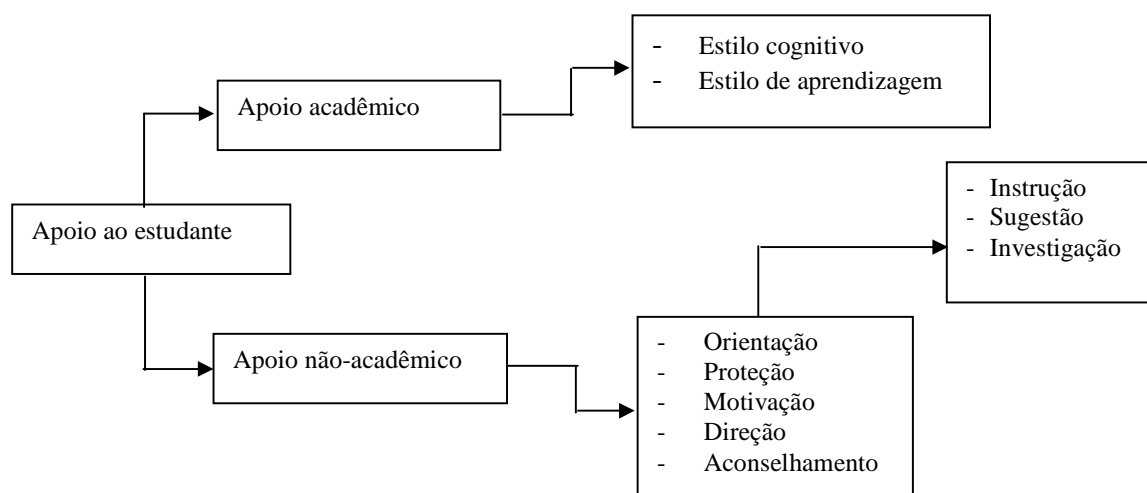 - Estilo cognitivo
- Estilo de aprendizagem
Apoio acadêmico
- Instrução
- Sugestão
- Investigação
Apoio ao estudante
Apoio não-acadêmico
- Orientação
- Proteção
- Motivação
- Direção
- Aconselhamento